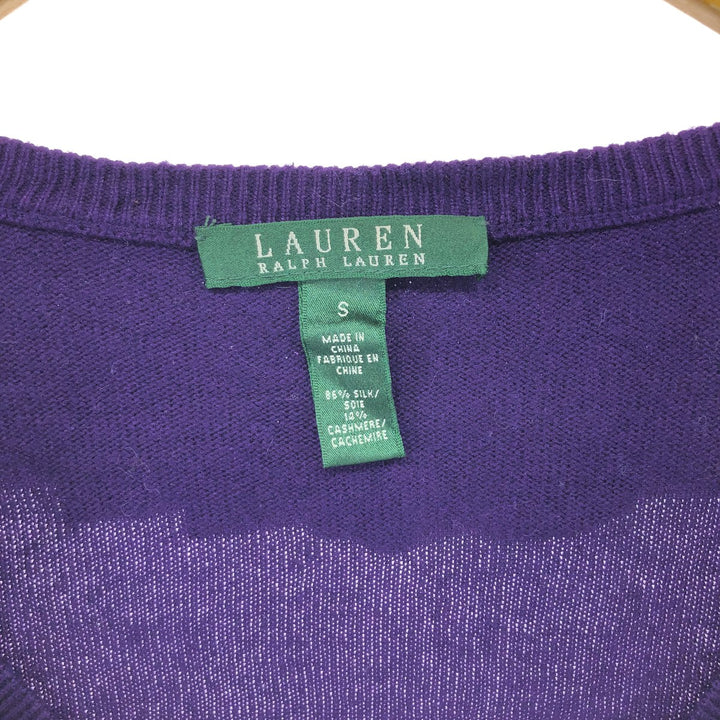 LAUREN
RALPH LAUREN
S
MADE IN
CHINA
FABRIQUE EN
CHINE
86% SILK/
SOIE
14%
CASHMERE/
CACHEMIRE